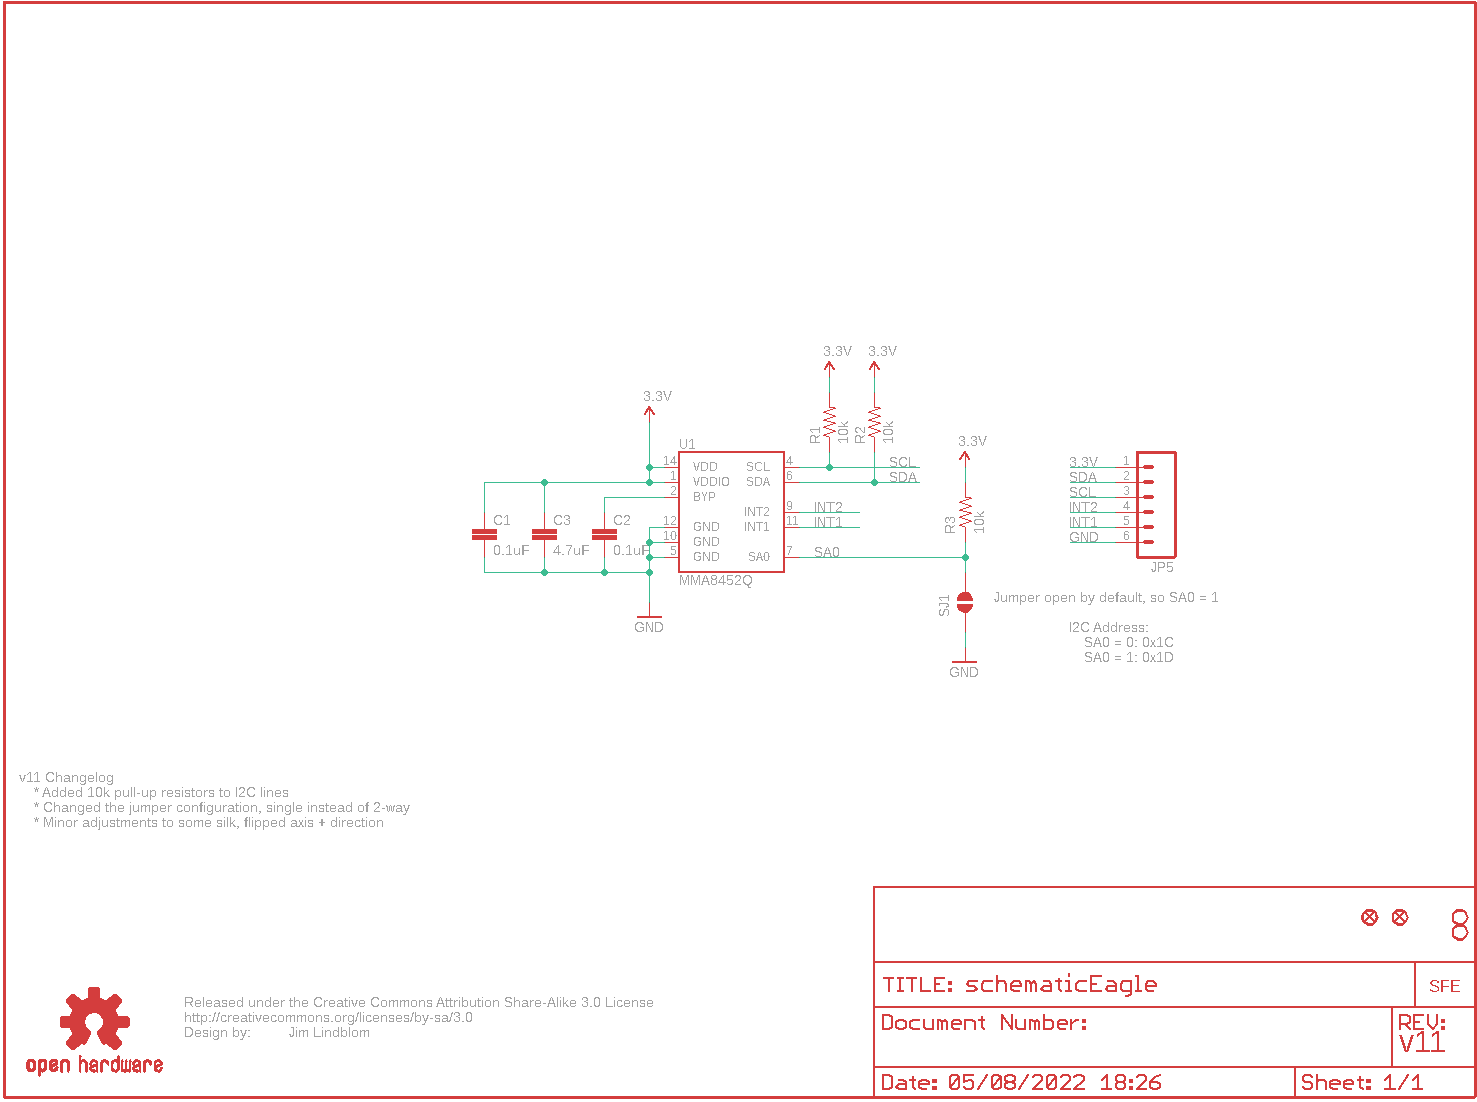 3.3V 3.3V
3.3V
R1 10k R2 10k
3.3V
U1
14 VDD SCL 4 SCL
1 VDDIO SDA 6 SDA
2 BYP
INT2 9 INT2
12 GND INT1 11 INT1
10 GND
5 GND SA0 7 SA0
MMA8452Q
C1 0.1uF
C3 4.7uF
C2 0.1uF
GND
R3 10k
SJ1
GND
3.3V 1
SDA 2
SCL 3
INT2 4
INT1 5
GND 6
JP5
Jumper open by default, so SA0 = 1
I2C Address:
SA0 = 0: 0x1C
SA0 = 1: 0x1D
v11 Changelog
* Added 10k pull-up resistors to I2C lines
* Changed the jumper configuration, single instead of 2-way
* Minor adjustments to some silk, flipped axis + direction
open hardware
Released under the Creative Commons Attribution Share-Alike 3.0 License
http://creativecommons.org/licenses/by-sa/3.0
Design by: Jim Lindblom
TITLE: schematicEagle
SFE
Document Number:
REV:
v11
Date: 05/08/2022 18:26
Sheet: 1/1